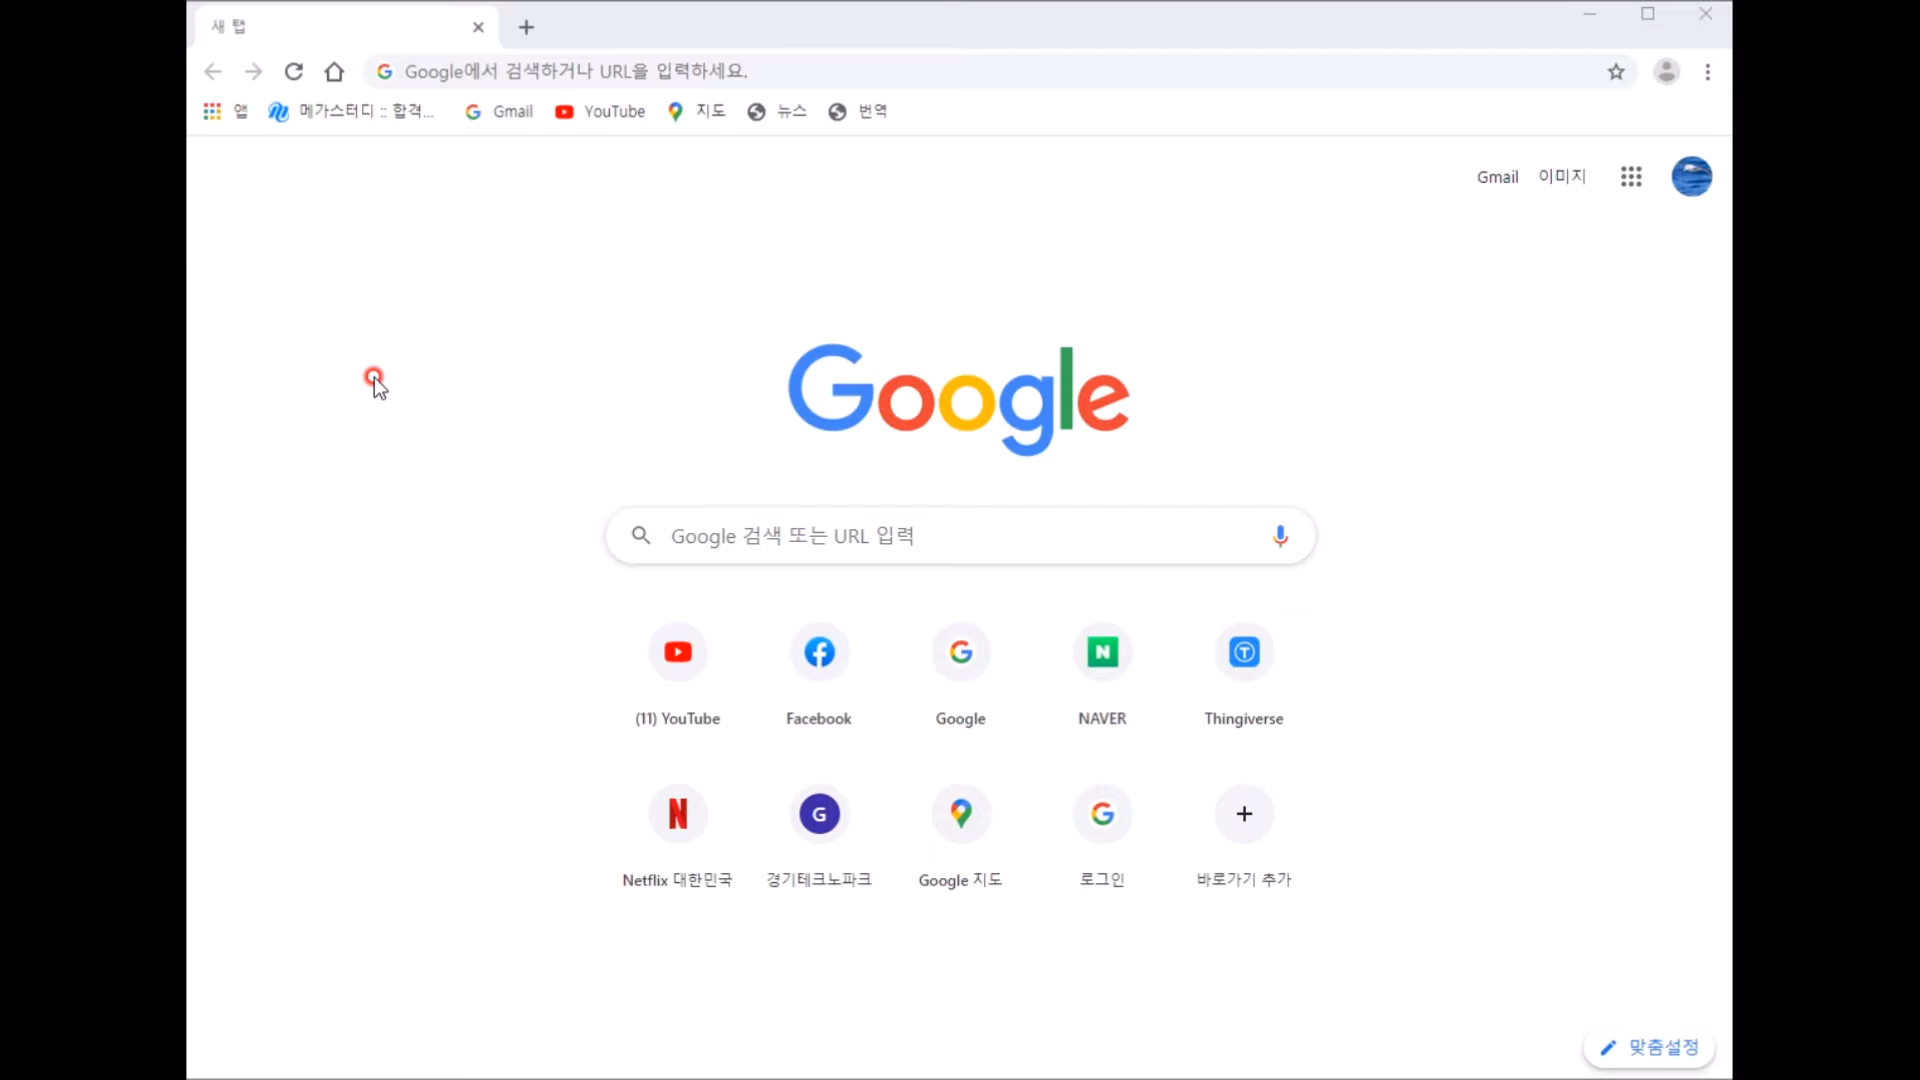 새 탭
Google에서 검색하거나 URL을 입력하세요.
앱 메가스터디 :: 합격... Gmail YouTube 지도 뉴스 번역
Gmail 이미지
Google
Google 검색 또는 URL 입력
(11) YouTube Facebook Google NAVER Thingiverse
Netflix 대한민국 경기테크노파크 Google 지도 로그인 바로가기 추가
맞춤설정